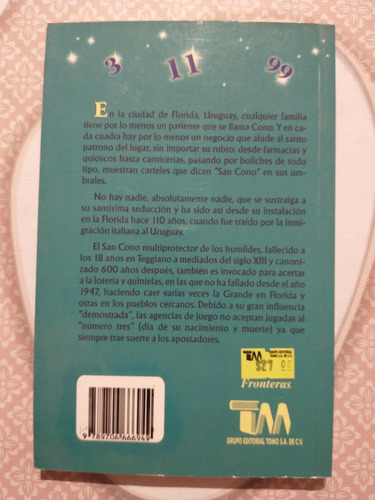 3 11 99
En la ciudad de Florida, Uruguay, cualquier familia
tiene por lo menos un pariente que se llama Cono. Y en
cada cuadra hay por lo menos un negocio que alude al santo
patrono del lugar, sin importar su rubro: desde farmacias y
quioscos hasta carnicerías, pasando por boliches de todo
tipo, muestran carteles que dicen "San Cono" en sus um-
brales.
No hay nadie, absolutamente nadie, que se sustraiga a
su santísima seducción y ha sido así desde su instalación
en la Florida hace 110 años, cuando fue traído por la inmi-
gración italiana al Uruguay.
El San Cono multiprotector de los humildes, fallecido a
los 18 años en Teggiano a mediados del siglo XIII y canoni-
zado 600 años después, también es invocado para acertar
a la lotería y quinielas, en las que no ha fallado desde el año
1947, haciendo caer varias veces la Grande en Florida y
otras en los pueblos cercanos. Debido a su gran influencia
"demostrada", las agencias de juego no aceptan jugadas al
"número tres" (día de su nacimiento y muerte) ya que
siempre trae suerte a los apostadores.
GRUPO EDITORIAL
TOMO S.A. DE C.V.
$27
Fronteras
GRUPO EDITORIAL TOMO S.A. DE C.V.
9 789706 666949